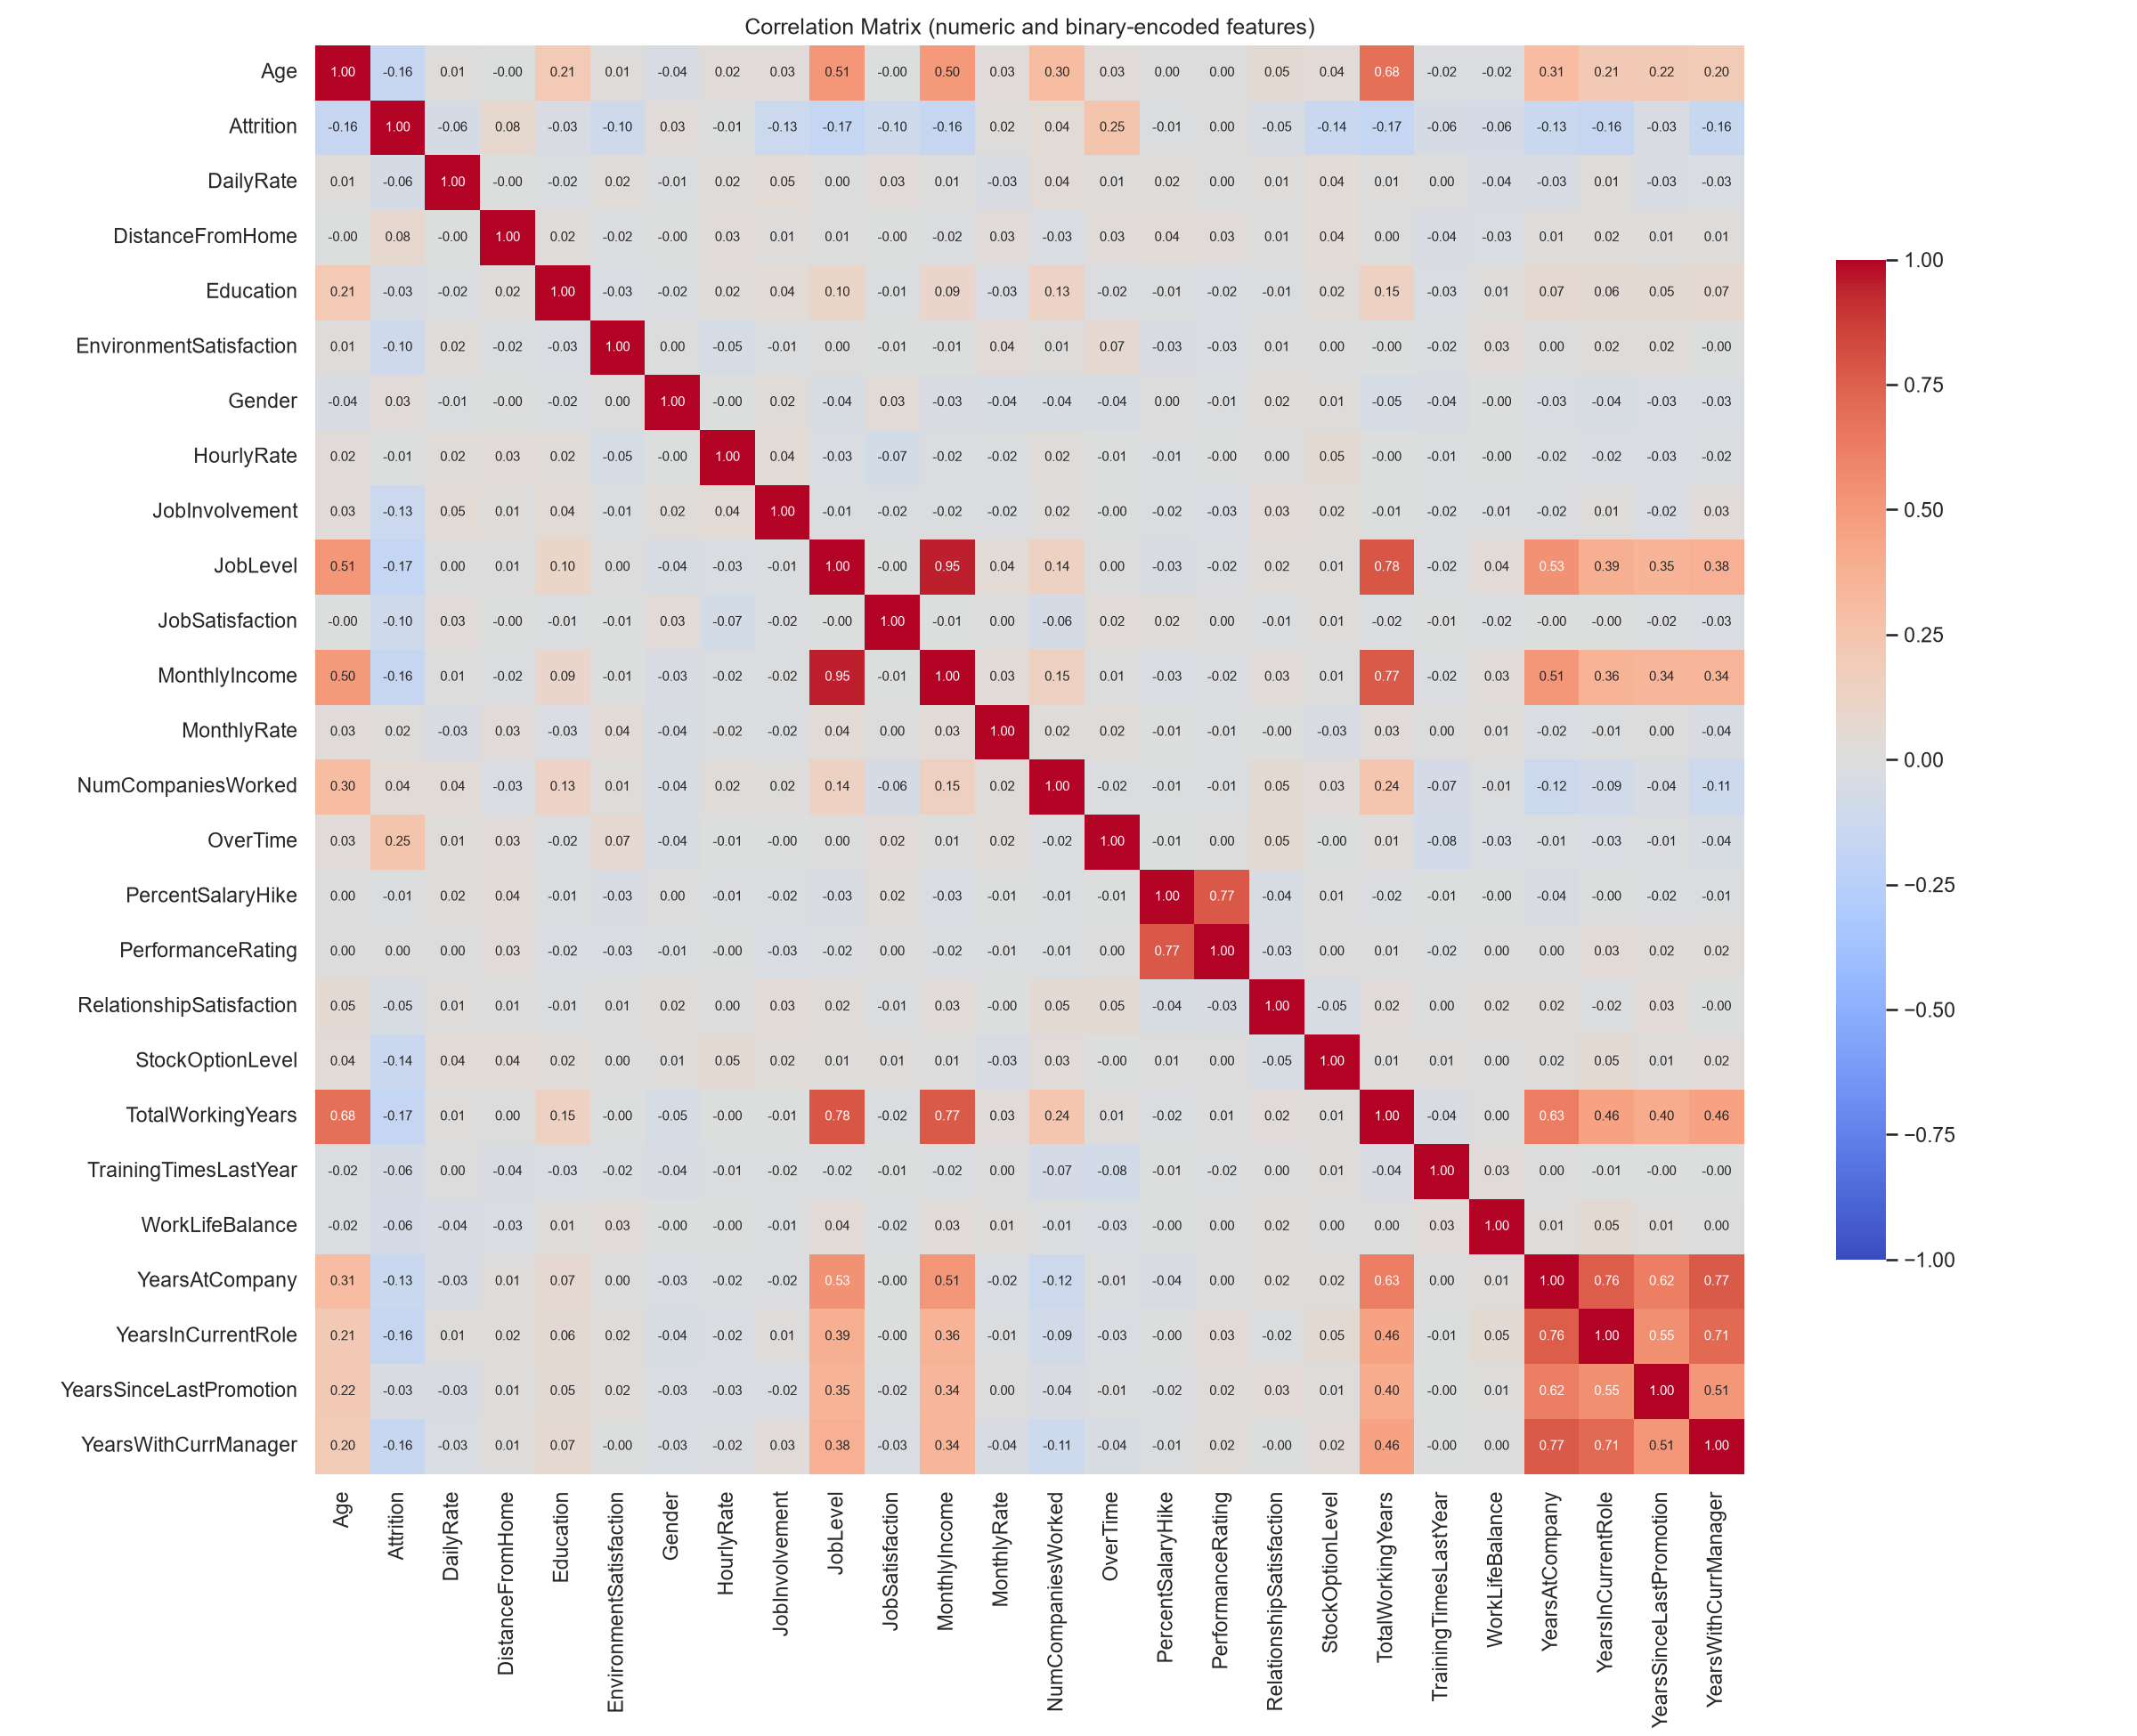 Correlation Matrix (numeric and binary-encoded features)
Age 1.00 -0.16 0.01 -0.00 0.21 0.01 -0.04 0.02 0.03 0.51 -0.00 0.50 0.03 0.30 0.03 0.00 0.00 0.05 0.04 0.68 -0.02 -0.02 0.31 0.21 0.22 0.20
Attrition -0.16 1.00 -0.06 0.08 -0.03 -0.10 0.03 -0.01 -0.13 -0.17 -0.10 -0.16 0.02 0.04 0.25 -0.01 0.00 -0.05 -0.14 -0.17 -0.06 -0.06 -0.13 -0.16 -0.03 -0.16
DailyRate 0.01 -0.06 1.00 -0.00 -0.02 0.02 -0.01 0.02 0.05 0.00 0.03 0.01 -0.03 0.04 0.01 0.02 0.00 0.01 0.04 0.01 0.00 -0.04 -0.03 0.01 -0.03 -0.03
DistanceFromHome -0.00 0.08 -0.00 1.00 0.02 -0.02 -0.00 0.03 0.01 0.01 -0.00 -0.02 0.03 -0.03 0.03 0.04 0.03 0.01 0.04 0.00 -0.04 -0.03 0.01 0.02 0.01 0.01
Education 0.21 -0.03 -0.02 0.02 1.00 -0.03 -0.02 0.02 0.04 0.10 -0.01 0.09 -0.03 0.13 -0.02 -0.01 -0.02 -0.01 0.02 0.15 -0.03 0.01 0.07 0.06 0.05 0.07
EnvironmentSatisfaction 0.01 -0.10 0.02 -0.02 -0.03 1.00 0.00 -0.05 -0.01 0.00 -0.01 -0.01 0.04 0.01 0.07 -0.03 -0.03 0.01 0.00 -0.00 -0.02 0.03 0.00 0.02 0.02 -0.00
Gender -0.04 0.03 -0.01 -0.00 -0.02 0.00 1.00 -0.00 0.02 -0.04 0.03 -0.03 -0.04 -0.04 -0.04 0.00 -0.01 0.02 0.01 -0.05 -0.04 -0.00 -0.03 -0.04 -0.03 -0.03
HourlyRate 0.02 -0.01 0.02 0.03 0.02 -0.05 -0.00 1.00 0.04 -0.03 -0.07 -0.02 -0.02 0.02 -0.01 -0.01 -0.00 0.00 0.05 -0.00 -0.01 -0.00 -0.02 -0.02 -0.03 -0.02
JobInvolvement 0.03 -0.13 0.05 0.01 0.04 -0.01 0.02 0.04 1.00 -0.01 -0.02 -0.02 -0.02 0.02 -0.00 -0.02 -0.03 0.03 0.02 -0.01 -0.02 -0.01 -0.02 0.01 -0.02 0.03
JobLevel 0.51 -0.17 0.00 0.01 0.10 0.00 -0.04 -0.03 -0.01 1.00 -0.00 0.95 0.04 0.14 0.00 -0.03 -0.02 0.02 0.01 0.78 -0.02 0.04 0.53 0.39 0.35 0.38
JobSatisfaction -0.00 -0.10 0.03 -0.00 -0.01 -0.01 0.03 -0.07 -0.02 -0.00 1.00 -0.01 0.00 -0.06 0.02 0.02 0.00 -0.01 0.01 -0.02 -0.01 -0.02 -0.00 -0.00 -0.02 -0.03
MonthlyIncome 0.50 -0.16 0.01 -0.02 0.09 -0.01 -0.03 -0.02 -0.02 0.95 -0.01 1.00 0.03 0.15 0.01 -0.03 -0.02 0.03 0.01 0.77 -0.02 0.03 0.51 0.36 0.34 0.34
MonthlyRate 0.03 0.02 -0.03 0.03 -0.03 0.04 -0.04 -0.02 -0.02 0.04 0.00 0.03 1.00 0.02 0.02 -0.01 -0.01 -0.00 -0.03 0.03 0.00 0.01 -0.02 -0.01 0.00 -0.04
NumCompaniesWorked 0.30 0.04 0.04 -0.03 0.13 0.01 -0.04 0.02 0.02 0.14 -0.06 0.15 0.02 1.00 -0.02 -0.01 -0.01 0.05 0.03 0.24 -0.07 -0.01 -0.12 -0.09 -0.04 -0.11
OverTime 0.03 0.25 0.01 0.03 -0.02 0.07 -0.04 -0.01 -0.00 0.00 0.02 0.01 0.02 -0.02 1.00 -0.01 0.00 0.05 -0.00 0.01 -0.08 -0.03 -0.01 -0.03 -0.01 -0.04
PercentSalaryHike 0.00 -0.01 0.02 0.04 -0.01 -0.03 0.00 -0.01 -0.02 -0.03 0.02 -0.03 -0.01 -0.01 -0.01 1.00 0.77 -0.04 0.01 -0.02 -0.01 -0.00 -0.04 -0.00 -0.02 -0.01
PerformanceRating 0.00 0.00 0.00 0.03 -0.02 -0.03 -0.01 -0.00 -0.03 -0.02 0.00 -0.02 -0.01 -0.01 0.00 0.77 1.00 -0.03 0.00 0.01 -0.02 0.00 0.00 0.03 0.02 0.02
RelationshipSatisfaction 0.05 -0.05 0.01 0.01 -0.01 0.01 0.02 0.00 0.03 0.02 -0.01 0.03 -0.00 0.05 0.05 -0.04 -0.03 1.00 -0.05 0.02 0.00 0.02 0.02 -0.02 0.03 -0.00
StockOptionLevel 0.04 -0.14 0.04 0.04 0.02 0.00 0.01 0.05 0.02 0.01 0.01 0.01 -0.03 0.03 -0.00 0.01 0.00 -0.05 1.00 0.01 0.01 0.00 0.02 0.05 0.01 0.02
TotalWorkingYears 0.68 -0.17 0.01 0.00 0.15 -0.00 -0.05 -0.00 -0.01 0.78 -0.02 0.77 0.03 0.24 0.01 -0.02 0.01 0.02 0.01 1.00 -0.04 0.00 0.63 0.46 0.40 0.46
TrainingTimesLastYear -0.02 -0.06 0.00 -0.04 -0.03 -0.02 -0.04 -0.01 -0.02 -0.02 -0.01 -0.02 0.00 -0.07 -0.08 -0.01 -0.02 0.00 0.01 -0.04 1.00 0.03 0.00 -0.01 -0.00 -0.00
WorkLifeBalance -0.02 -0.06 -0.04 -0.03 0.01 0.03 -0.00 -0.00 -0.01 0.04 -0.02 0.03 0.01 -0.01 -0.03 -0.00 0.00 0.02 0.00 0.00 0.03 1.00 0.01 0.05 0.01 0.00
YearsAtCompany 0.31 -0.13 -0.03 0.01 0.07 0.00 -0.03 -0.02 -0.02 0.53 -0.00 0.51 -0.02 -0.12 -0.01 -0.04 0.00 0.02 0.02 0.63 0.00 0.01 1.00 0.76 0.62 0.77
YearsInCurrentRole 0.21 -0.16 0.01 0.02 0.06 0.02 -0.04 -0.02 0.01 0.39 -0.00 0.36 -0.01 -0.09 -0.03 -0.00 0.03 -0.02 0.05 0.46 -0.01 0.05 0.76 1.00 0.55 0.71
YearsSinceLastPromotion 0.22 -0.03 -0.03 0.01 0.05 0.02 -0.03 -0.03 -0.02 0.35 -0.02 0.34 0.00 -0.04 -0.01 -0.02 0.02 0.03 0.01 0.40 -0.00 0.01 0.62 0.55 1.00 0.51
YearsWithCurrManager 0.20 -0.16 -0.03 0.01 0.07 -0.00 -0.03 -0.02 0.03 0.38 -0.03 0.34 -0.04 -0.11 -0.04 -0.01 0.02 -0.00 0.02 0.46 -0.00 0.00 0.77 0.71 0.51 1.00
Age
Attrition
DailyRate
DistanceFromHome
Education
EnvironmentSatisfaction
Gender
HourlyRate
JobInvolvement
JobLevel
JobSatisfaction
MonthlyIncome
MonthlyRate
NumCompaniesWorked
OverTime
PercentSalaryHike
PerformanceRating
RelationshipSatisfaction
StockOptionLevel
TotalWorkingYears
TrainingTimesLastYear
WorkLifeBalance
YearsAtCompany
YearsInCurrentRole
YearsSinceLastPromotion
YearsWithCurrManager
1.00
0.75
0.50
0.25
0.00
−0.25
−0.50
−0.75
−1.00